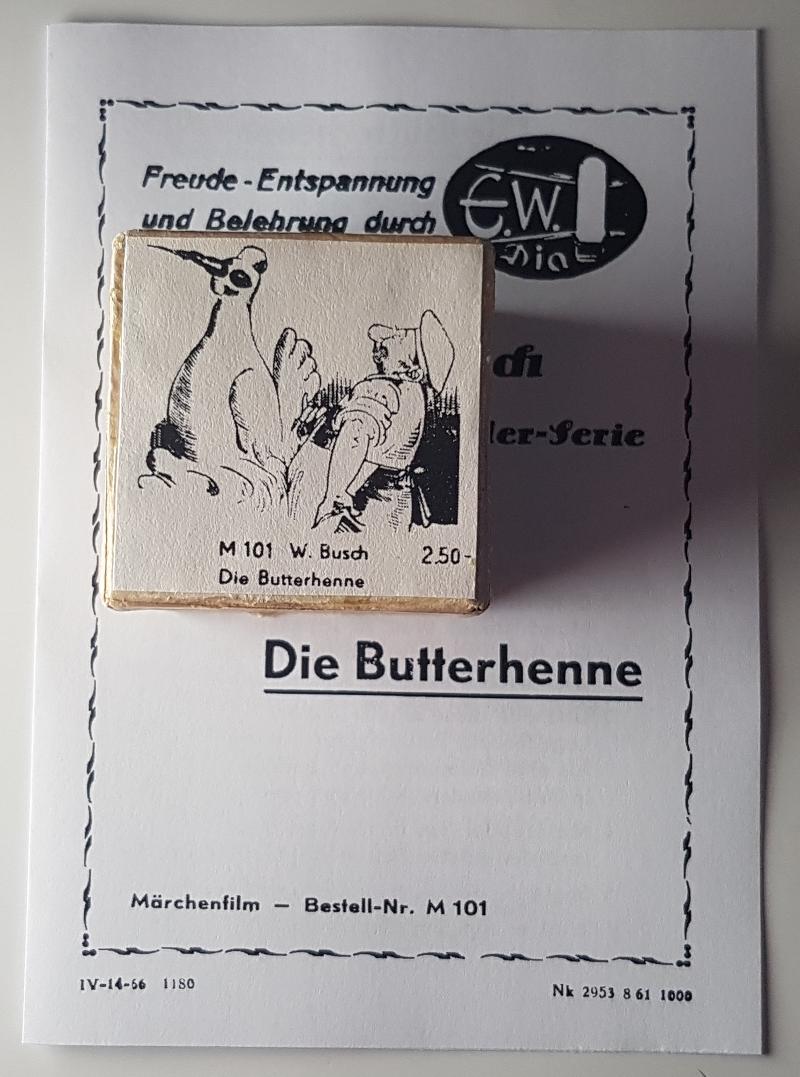 Freude - Entspannung
und Belehrung durch
E.W.
M 101 W. Busch 2.50-
Die Butterhenne
Die Butterhenne
Märchenfilm — Bestell-Nr. M 101
IV-14-66 1180
Nk 2953 8 61 1000